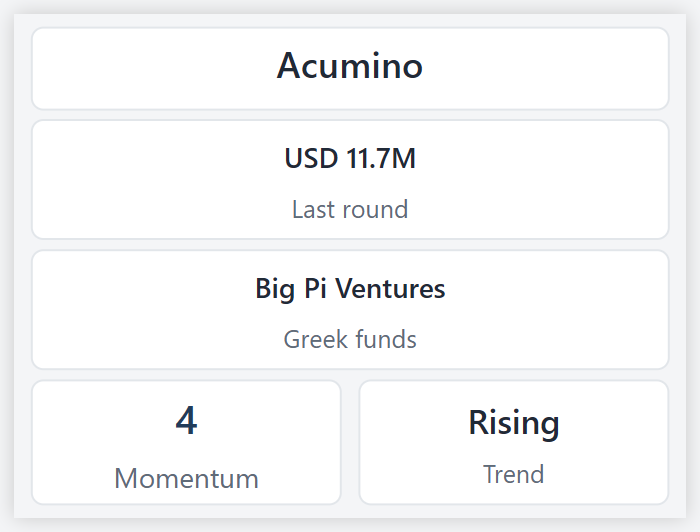 Acumino
USD 11.7M
Last round
Big Pi Ventures
Greek funds
4
Momentum
Rising
Trend